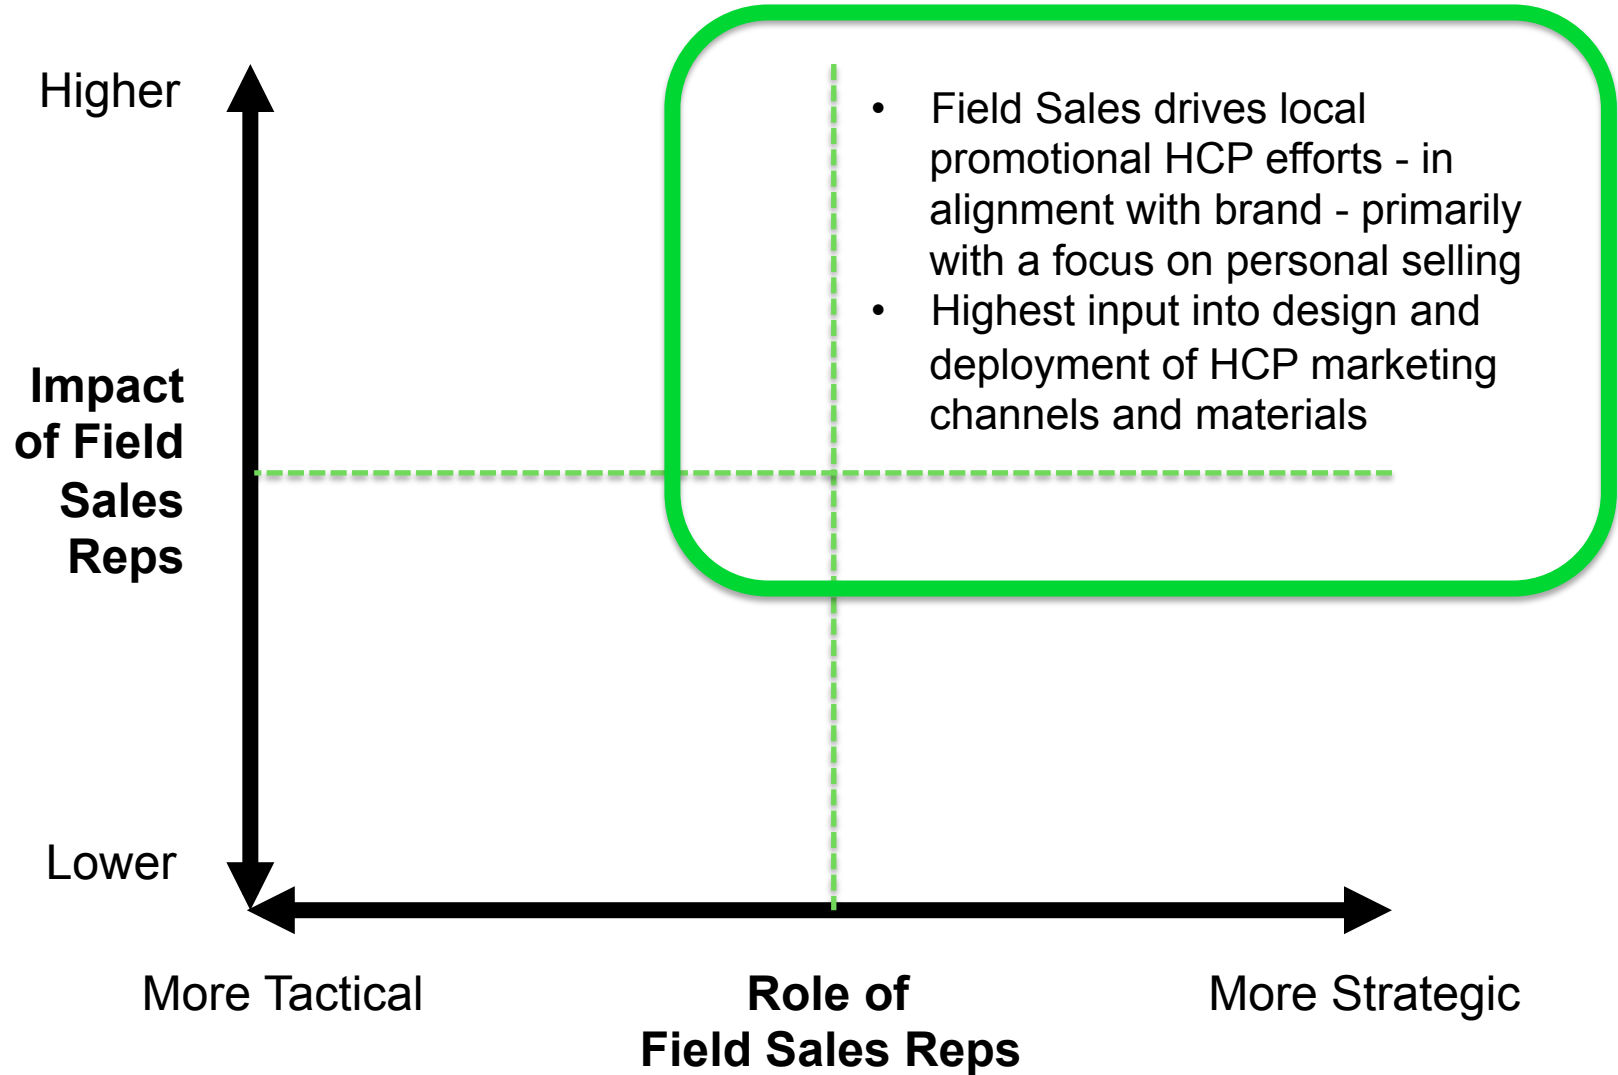 Higher
• Field Sales drives local
promotional HCP efforts - in
alignment with brand - primarily
with a focus on personal selling
• Highest input into design and
deployment of HCP marketing
channels and materials
Impact
of Field
Sales
Reps
Lower
More Tactical
Role of
Field Sales Reps
More Strategic